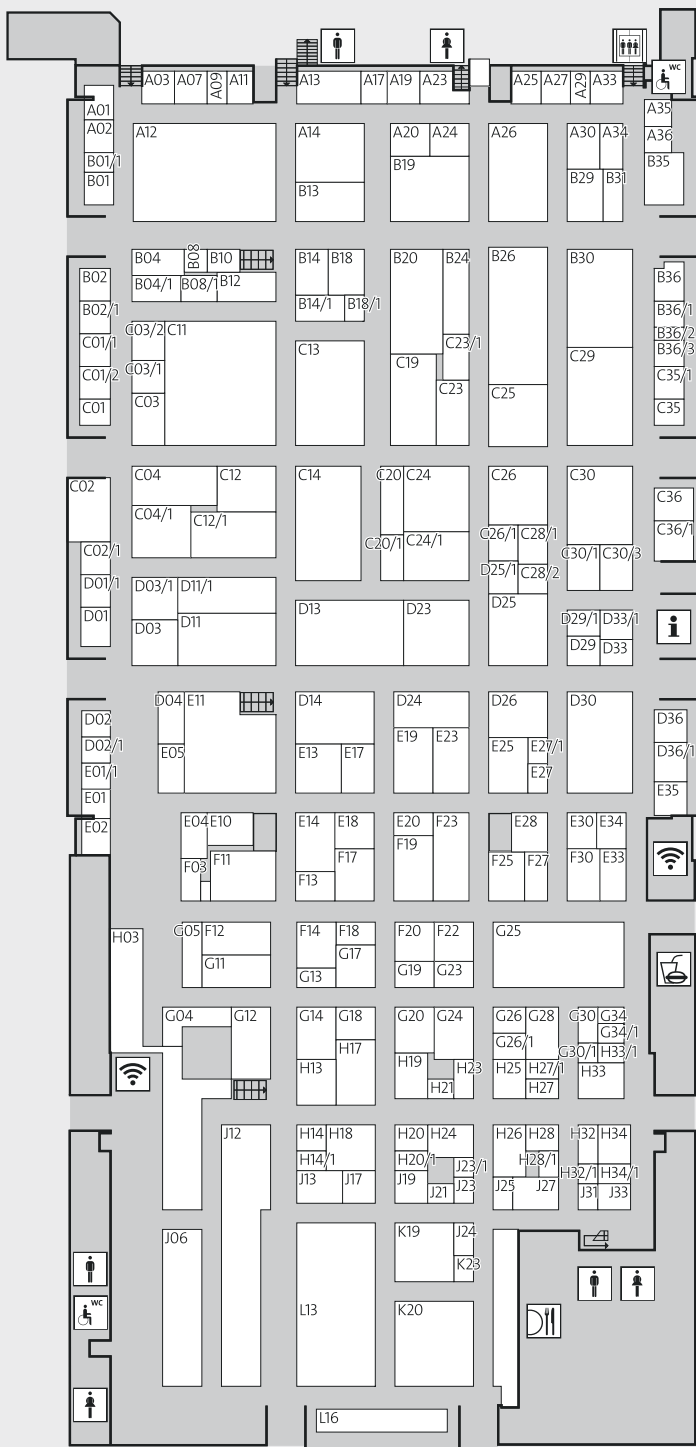 A03 A07 A09 A11 A13 A17 A19 A23 A25 A27 A29 A33
WC
A01
A35
A02 A12 A14 A20 A24 A26 A30 A34 A36
B01/1 B19 B35
B01 B13 B29 B31
B04 B08 B10 B14 B18 B20 B24 B26 B30
B02 B04/1 B08/1 B12 B36
B02/1 B14/1 B18/1 B36/1
C03/2 C11 B36/2
C01/1 C13 C23/1 B36/3
C03/1 C19 C29
C01/2 C23 C25 C35/1
C01 C03 C35
C02 C04 C12 C14 C20 C24 C26 C30 C36
C04/1 C12/1 C36/1
C02/1 C20/1 C24/1 C26/1 C28/1 C30/1 C30/3
D01/1 D03/1 D11/1 D25/1 C28/2
D01 D13 D23 D25 D29/1 D33/1
D03 D11 D29 D33
D02 D04 E11 D14 D24 D26 D30 D36
D02/1 E05 E13 E17 E19 E23 E25 E27/1 D36/1
E01/1 E27
E01 E35
E02 E04 E10 E14 E18 E20 F23 E28 E30 E34
F03 F11 F13 F17 F19 F25 F27 F30 E33
H03 G05 F12 F14 F18 F20 F22 G25
G11 G13 G17 G19 G23
G04 G12 G14 G18 G20 G24 G26 G28 G30 G34
G26/1 G34/1
H13 H17 H19 H23 H25 H27/1 G30/1 H33/1
H21 H27 H33
J12 H14 H18 H20 H24 H26 H28 H32 H34
H14/1 H20/1 J23/1 H28/1 H32/1 H34/1
J13 J17 J19 J21 J23 J25 J27 J31 J33
J06 K19 J24
K23
WC
L13 K20
L16